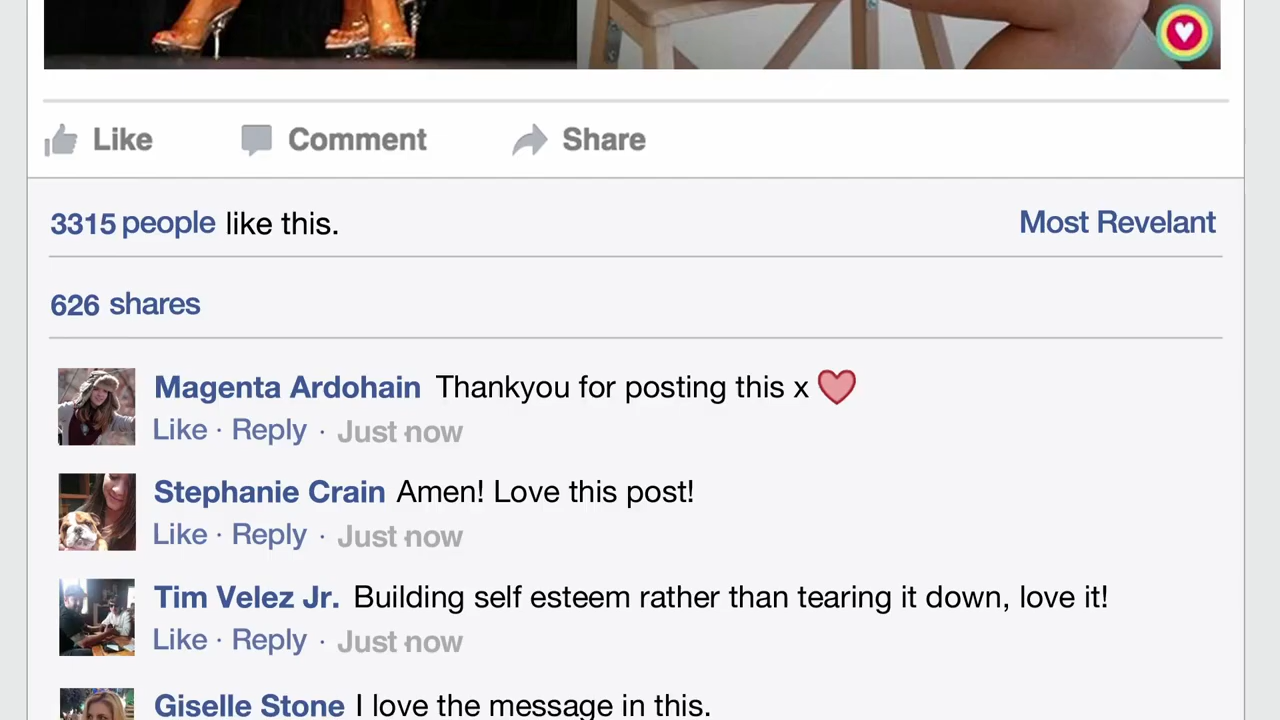 Like Comment Share
3315 people like this. Most Revelant
626 shares
Magenta Ardohain Thankyou for posting this x
Like · Reply · Just now
Stephanie Crain Amen! Love this post!
Like · Reply · Just now
Tim Velez Jr. Building self esteem rather than tearing it down, love it!
Like · Reply · Just now
Giselle Stone I love the message in this.